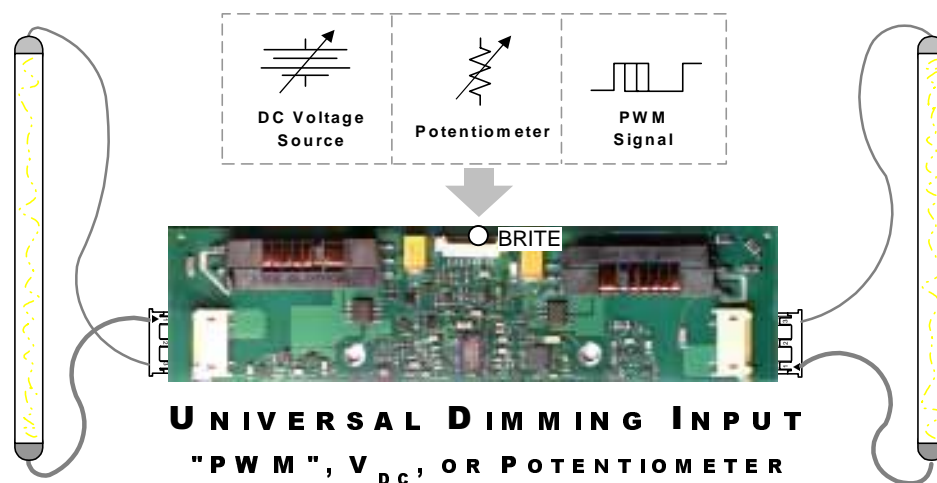 DC Voltage
Source
Potentiometer
PWM
Signal
BRITE
UNIVERSAL DIMMING INPUT
"PWM", VDC, OR POTENTIOMETER